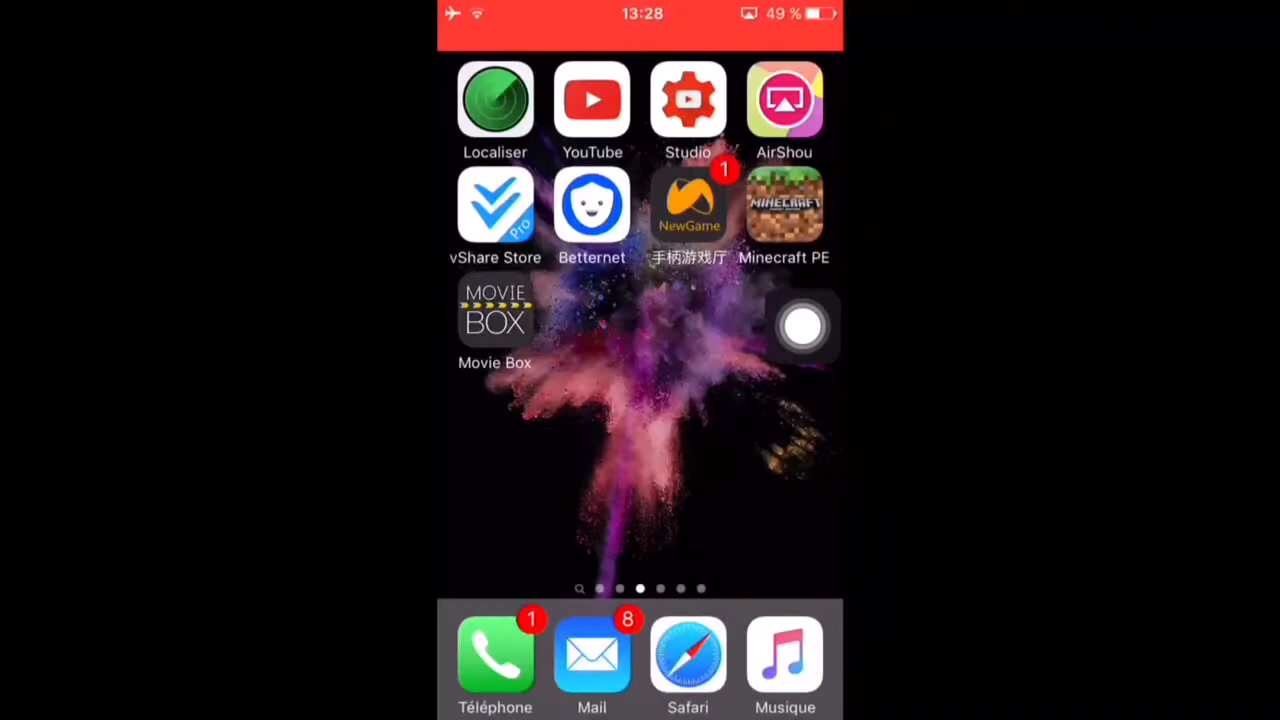 13:28
49 %
Localiser
YouTube
Studio
AirShou
Pro
1
NewGame
MINECRAFT
vShare Store
Betternet
手柄游戏厅
Minecraft PE
MOVIE
BOX
Movie Box
1
8
Téléphone
Mail
Safari
Musique